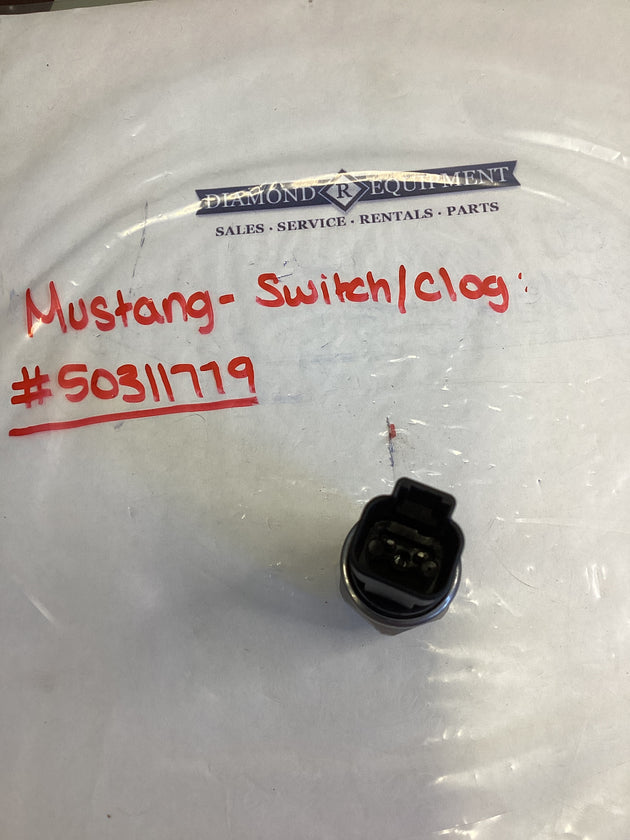 DIAMOND R EQUIPMENT
SALES · SERVICE · RENTALS · PARTS
Mustang- Switch/Clog:
#50311779